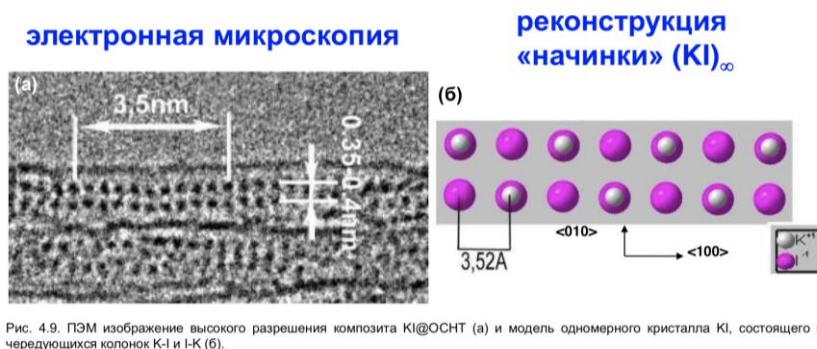 электронная микроскопия
реконструкция
«начинки» (KI)∞
(а)
3,5nm
0,35-0,4nm
(б)
<010>
<100>
3,52A
K+1
I-1
Рис. 4.9. ПЭМ изображение высокого разрешения композита KI@ОСНТ (а) и модель одномерного кристалла KI, состоящего
чередующихся колонок K-I и I-K (б).